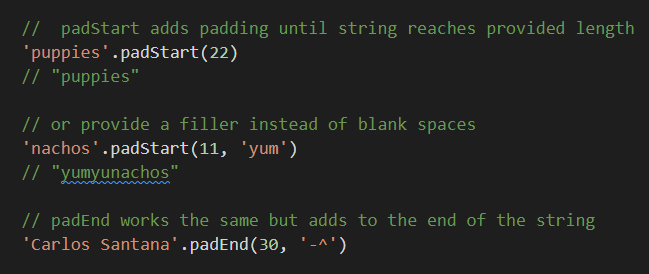 //  padStart adds padding until string reaches provided length
'puppies'.padStart(22)
// "puppies"
// or provide a filler instead of blank spaces
'nachos'.padStart(11, 'yum')
// "yumyunachos"
// padEnd works the same but adds to the end of the string
'Carlos Santana'.padEnd(30, '-^')